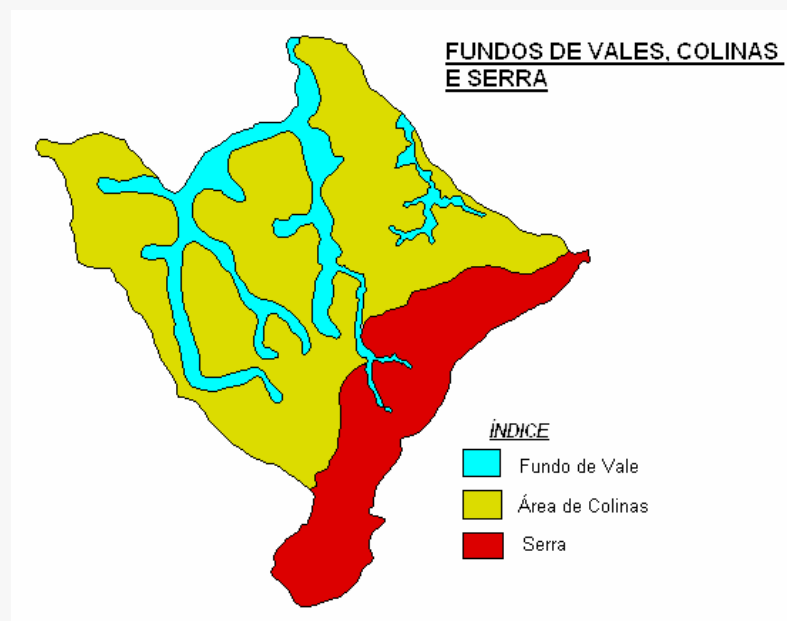 FUNDOS DE VALES, COLINAS
E SERRA
ÍNDICE
Fundo de Vale
Área de Colinas
Serra